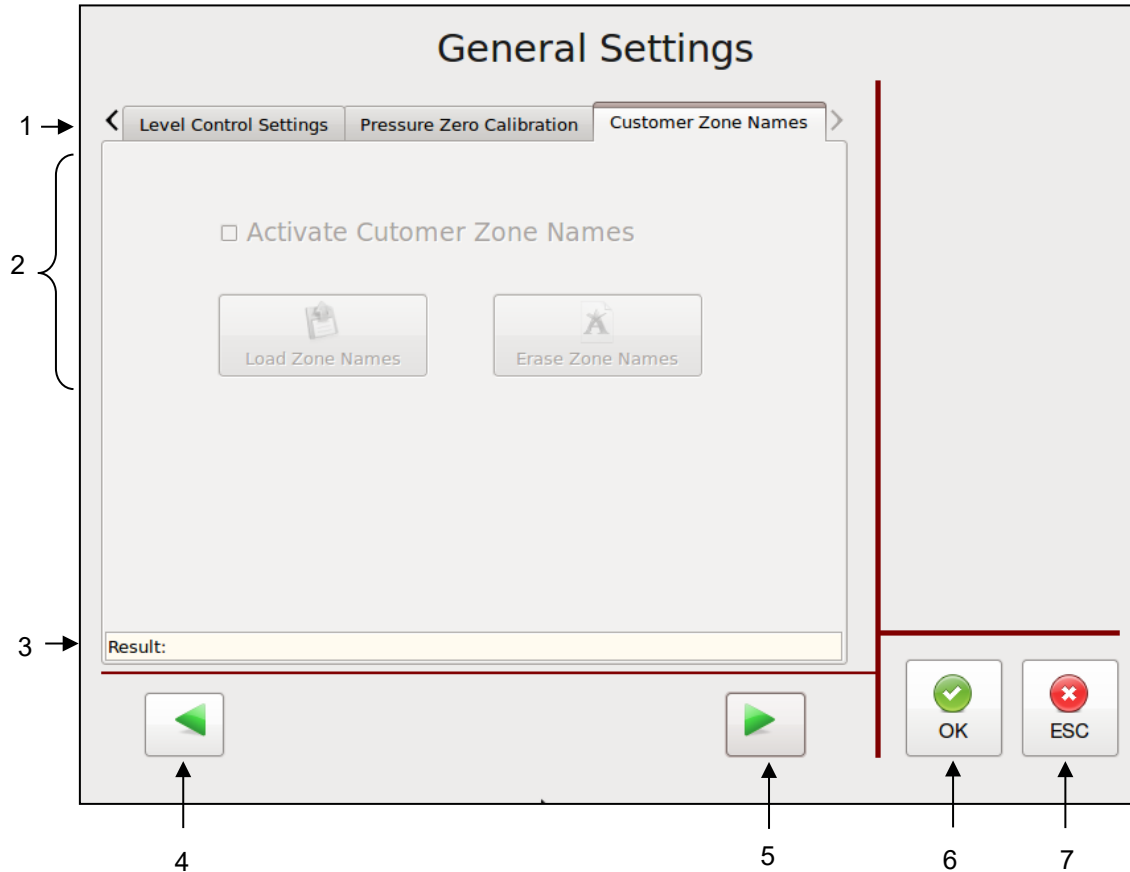 General Settings
1
Level Control Settings
Pressure Zero Calibration
Customer Zone Names
2
Activate Cutomer Zone Names
Load Zone Names
Erase Zone Names
3
Result:
OK
ESC
4
5
6
7